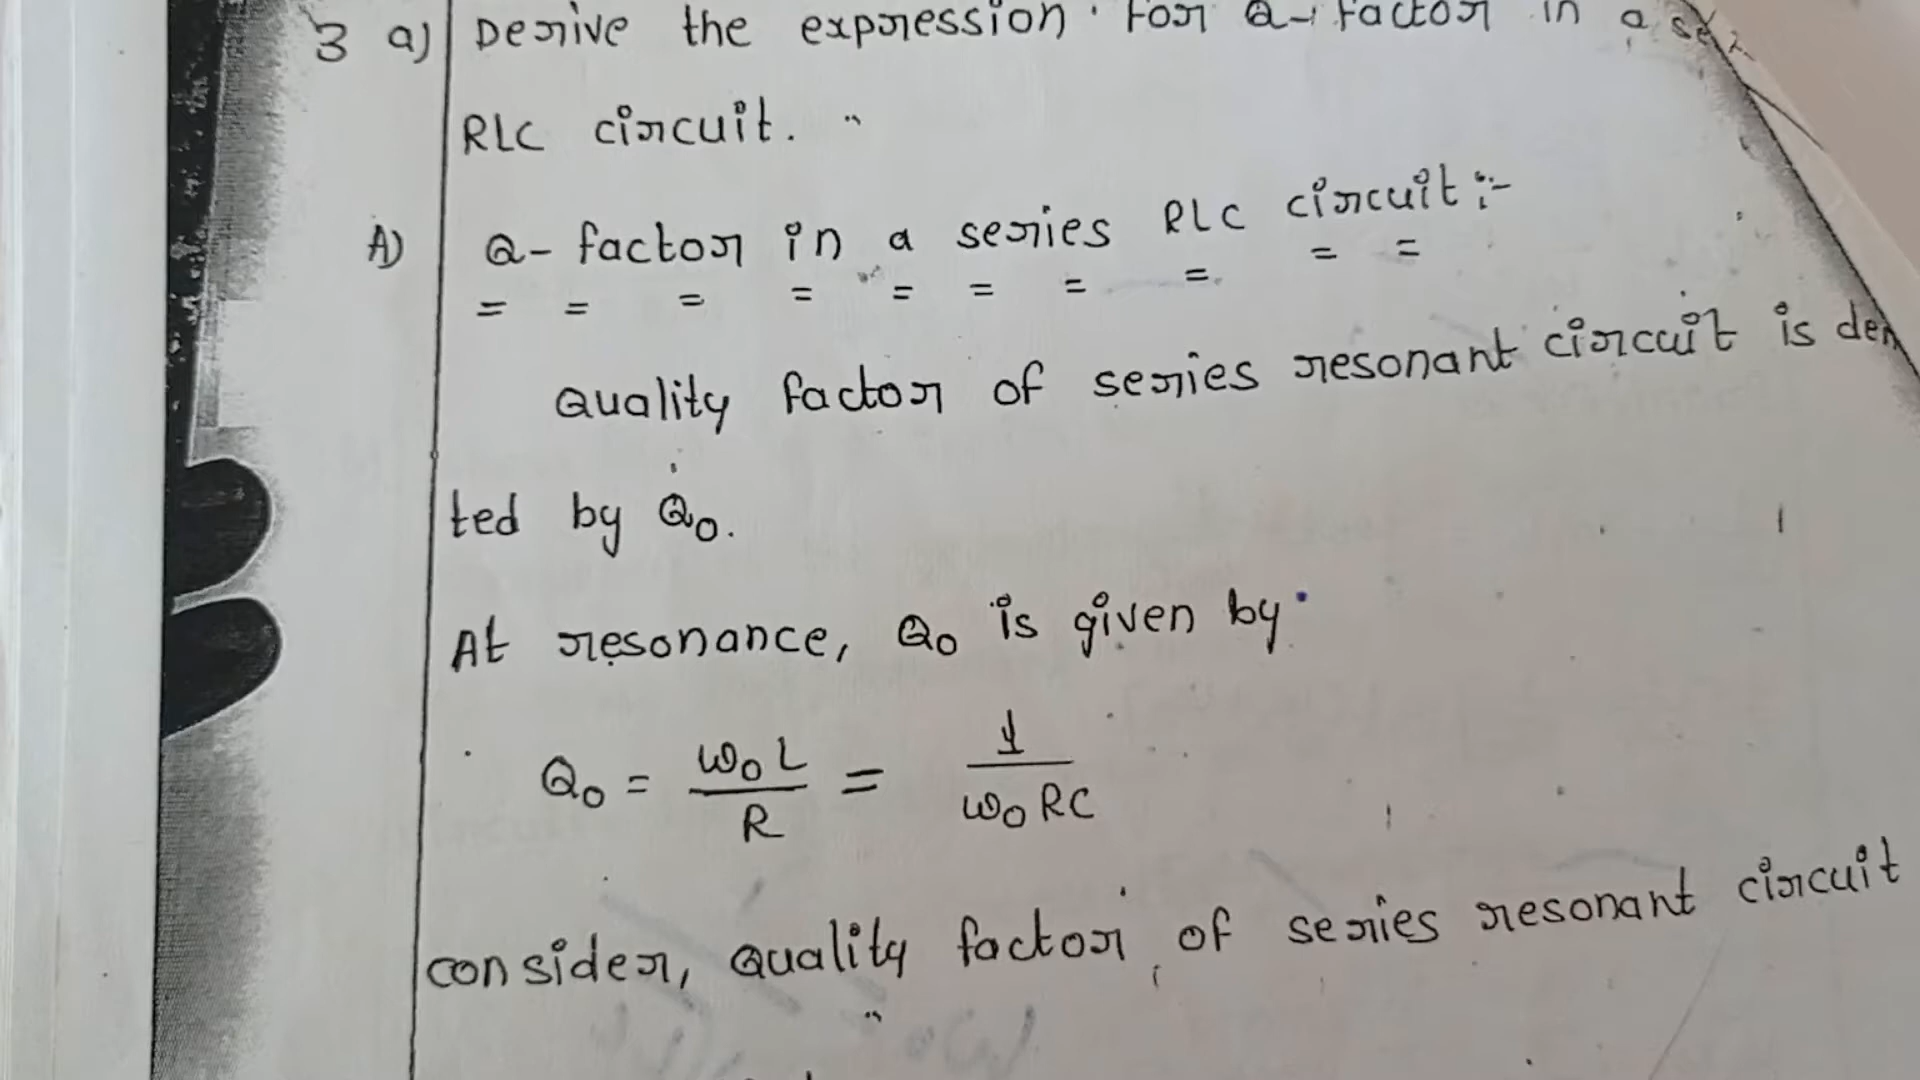 3 a) Derive the expression. For Q-factor in a se
RLC circuit.
A) Q-factor in a series RLC circuit :-
= = = = = = = = = =
Quality factor of series resonant circuit is den
ted by Q₀.
At resonance, Q₀ is given by
Q₀ = ω₀L / R = 1 / ω₀RC
consider, Quality factor of series resonant circuit